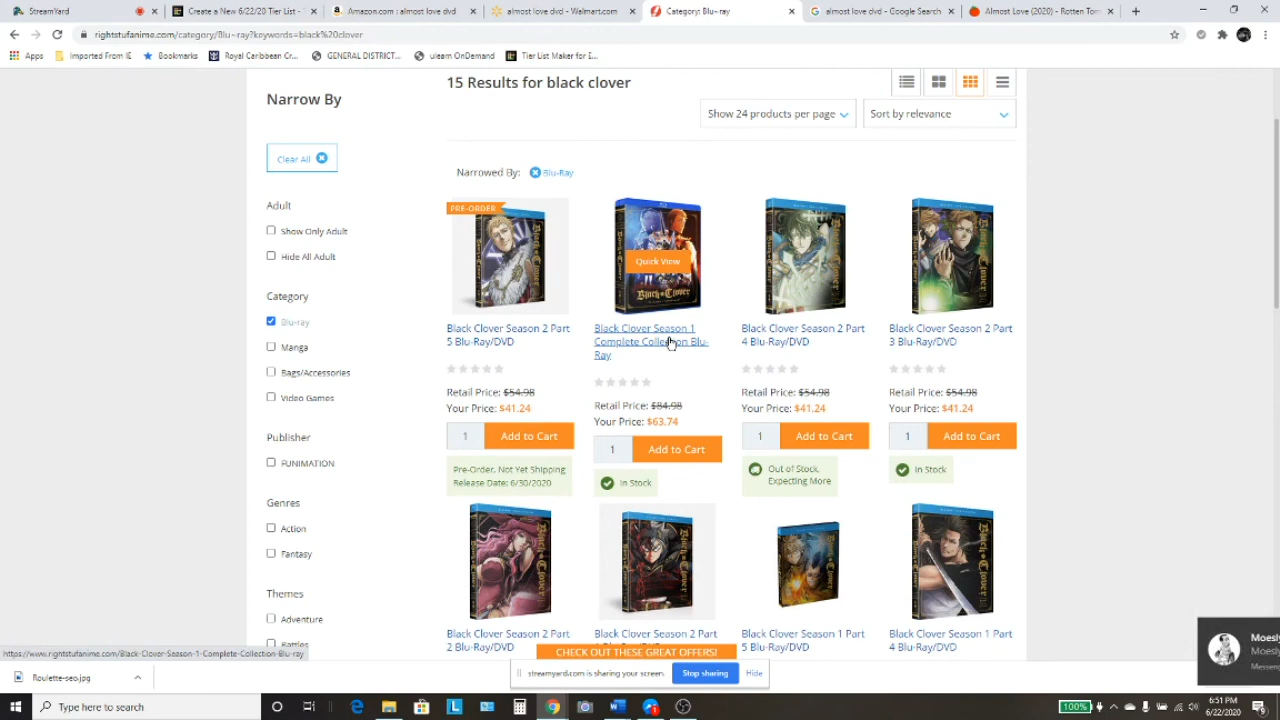 StreamYard
Create a New 6/22/20 Tier List -
Amazon.com : almost love dvd
almost love dvd - Walmart.com
Category: Blu~ray
almost love dvd - Google Search
Almost Love (2020) - Rotten Tom
rightstufanime.com/category/Blu~ray?keywords=black%20clover
Apps
Imported From IE
Bookmarks
Royal Caribbean Cr...
GENERAL DISTRICT...
ulearn OnDemand
Tier List Maker for E...
Narrow By
15 Results for black clover
Show 24 products per page
Sort by relevance
Clear All
Narrowed By: Blu-Ray
Adult
Show Only Adult
Hide All Adult
Category
Blu-ray
Manga
Bags/Accessories
Video Games
Publisher
FUNIMATION
Genres
Action
Fantasy
Themes
Adventure
Battles
PRE-ORDER
Black Clover Season 2 Part
5 Blu-Ray/DVD
Retail Price: $54.98
Your Price: $41.24
1 Add to Cart
Pre-Order, Not Yet Shipping
Release Date: 6/30/2020
Quick View
Black Clover
Black Clover Season 1
Complete Collection Blu-
Ray
Retail Price: $84.98
Your Price: $63.74
1 Add to Cart
In Stock
Black Clover Season 2 Part
4 Blu-Ray/DVD
Retail Price: $54.98
Your Price: $41.24
1 Add to Cart
Out of Stock,
Expecting More
Black Clover Season 2 Part
3 Blu-Ray/DVD
Retail Price: $54.98
Your Price: $41.24
1 Add to Cart
In Stock
Black Clover Season 2 Part
2 Blu-Ray/DVD
Black Clover Season 2 Part
Black Clover Season 1 Part
5 Blu-Ray/DVD
Black Clover Season 1 Part
4 Blu-Ray/DVD
CHECK OUT THESE GREAT OFFERS!
https://www.rightstufanime.com/Black-Clover-Season-1-Complete-Collection-Blu-ray
streamyard.com is sharing your screen.
Stop sharing
Hide
Moesl
Moesly
Messeng
Roulette-seo.jpg
Type here to search
100%
6:51 PM
6/22/2020